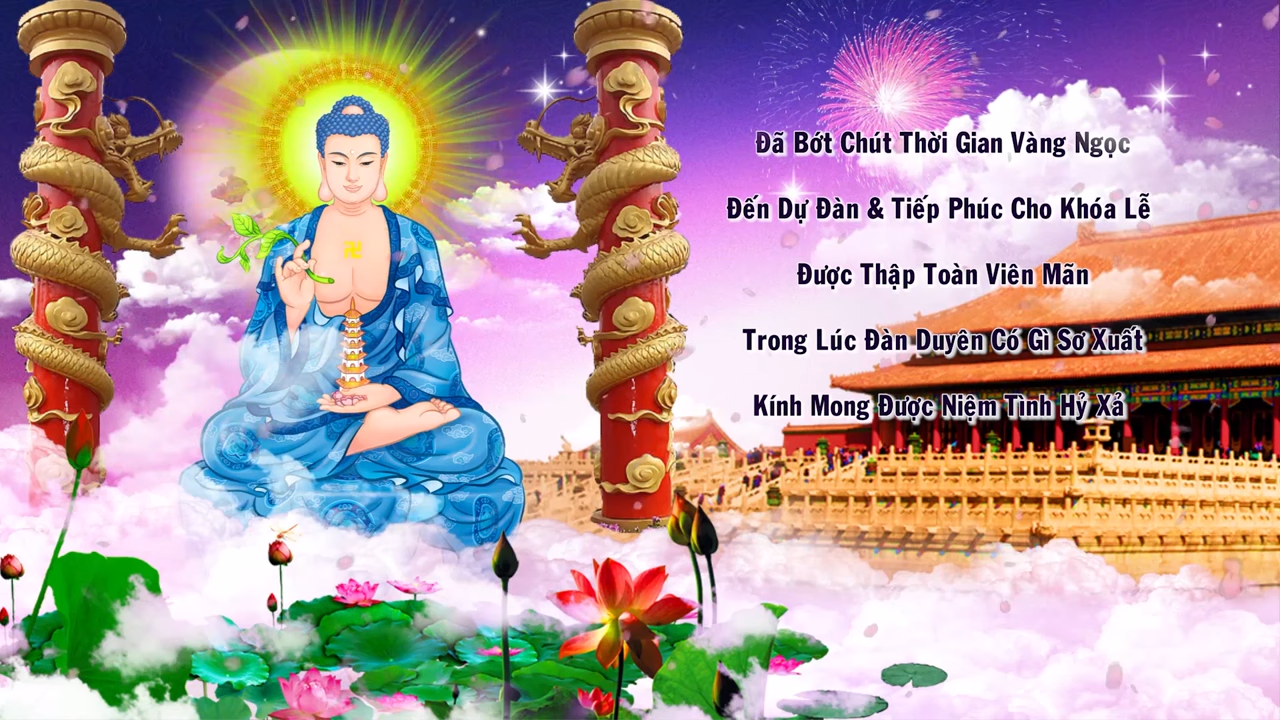 Đã Bớt Chút Thời Gian Vàng Ngọc
Đến Dự Đàn & Tiếp Phúc Cho Khóa Lễ
Được Thập Toàn Viên Mãn
Trong Lúc Đàn Duyên Có Gì Sơ Xuất
Kính Mong Được Niệm Tình Hỷ Xả